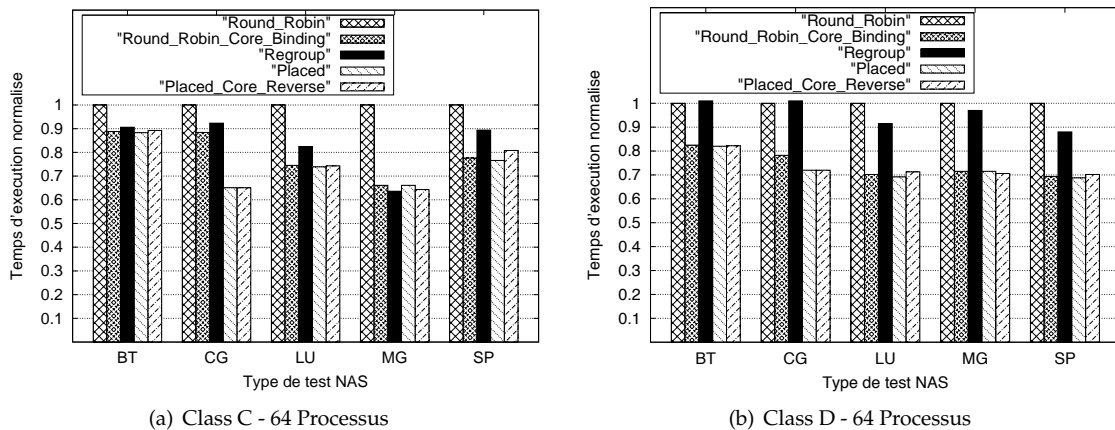 "Round_Robin"
"Round_Robin_Core_Binding"
"Regroup"
"Placed"
"Placed_Core_Reverse"
Temps d'execution normalise
1
0.9
0.8
0.7
0.6
0.5
0.4
0.3
0.2
0.1
BT CG LU MG SP
Type de test NAS
(a) Class C - 64 Processus
"Round_Robin"
"Round_Robin_Core_Binding"
"Regroup"
"Placed"
"Placed_Core_Reverse"
Temps d'execution normalise
1
0.9
0.8
0.7
0.6
0.5
0.4
0.3
0.2
0.1
BT CG LU MG SP
Type de test NAS
(b) Class D - 64 Processus